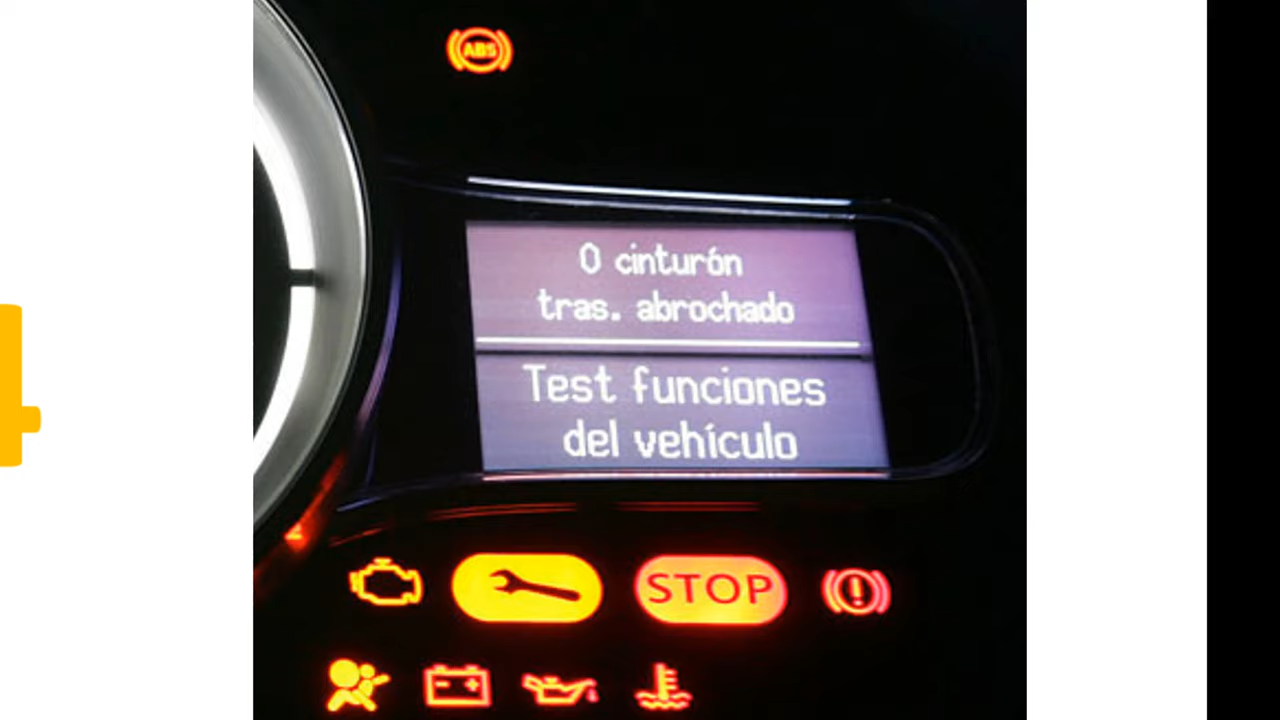 ABS
0 cinturón
tras. abrochado
Test funciones
del vehículo
STOP